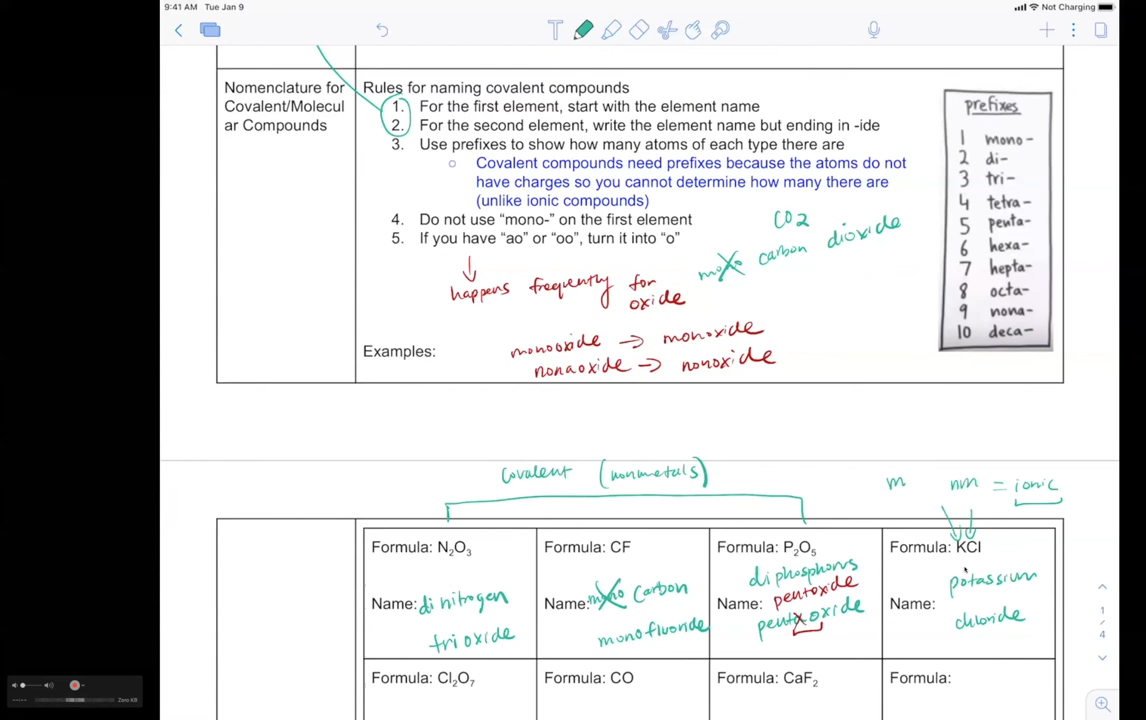 9:41 AM Tue Jan 9
Not Charging
Nomenclature for
Covalent/Molecul
ar Compounds
Rules for naming covalent compounds
1. For the first element, start with the element name
2. For the second element, write the element name but ending in -ide
3. Use prefixes to show how many atoms of each type there are
○ Covalent compounds need prefixes because the atoms do not
have charges so you cannot determine how many there are
(unlike ionic compounds)
4. Do not use “mono-” on the first element
5. If you have “ao” or “oo”, turn it into “o”
CO2
mono carbon dioxide
happens frequently for
oxide
Examples:
monooxide → monoxide
nonaoxide → nonoxide
prefixes
1 mono-
2 di-
3 tri-
4 tetra-
5 penta-
6 hexa-
7 hepta-
8 octa-
9 nona-
10 deca-
covalent (nonmetals)
m nm = ionic
Formula: N₂O₃
Name: dinitrogen
trioxide
Formula: CF
Name: mono carbon
monofluoride
Formula: P₂O₅
diphosphorus
pentoxide
Name: pentaoxide
Formula: KCl
potassium
Name:
chloride
Formula: Cl₂O₇
Formula: CO
Formula: CaF₂
Formula:
1
/
4
Zero KB